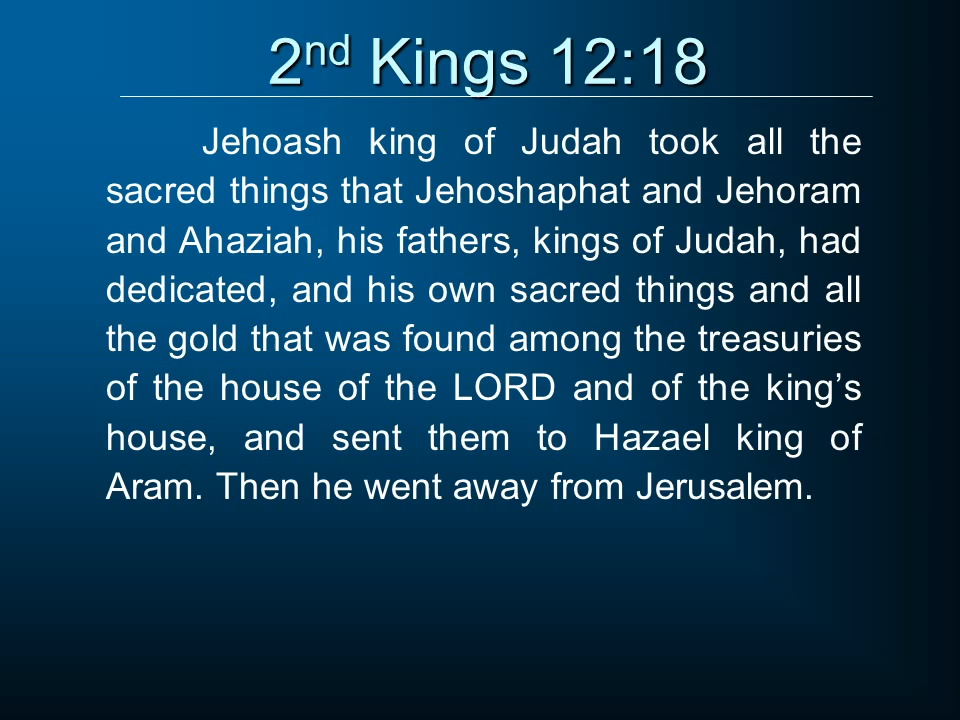 2nd Kings 12:18
Jehoash king of Judah took all the
sacred things that Jehoshaphat and Jehoram
and Ahaziah, his fathers, kings of Judah, had
dedicated, and his own sacred things and all
the gold that was found among the treasuries
of the house of the LORD and of the king’s
house, and sent them to Hazael king of
Aram. Then he went away from Jerusalem.